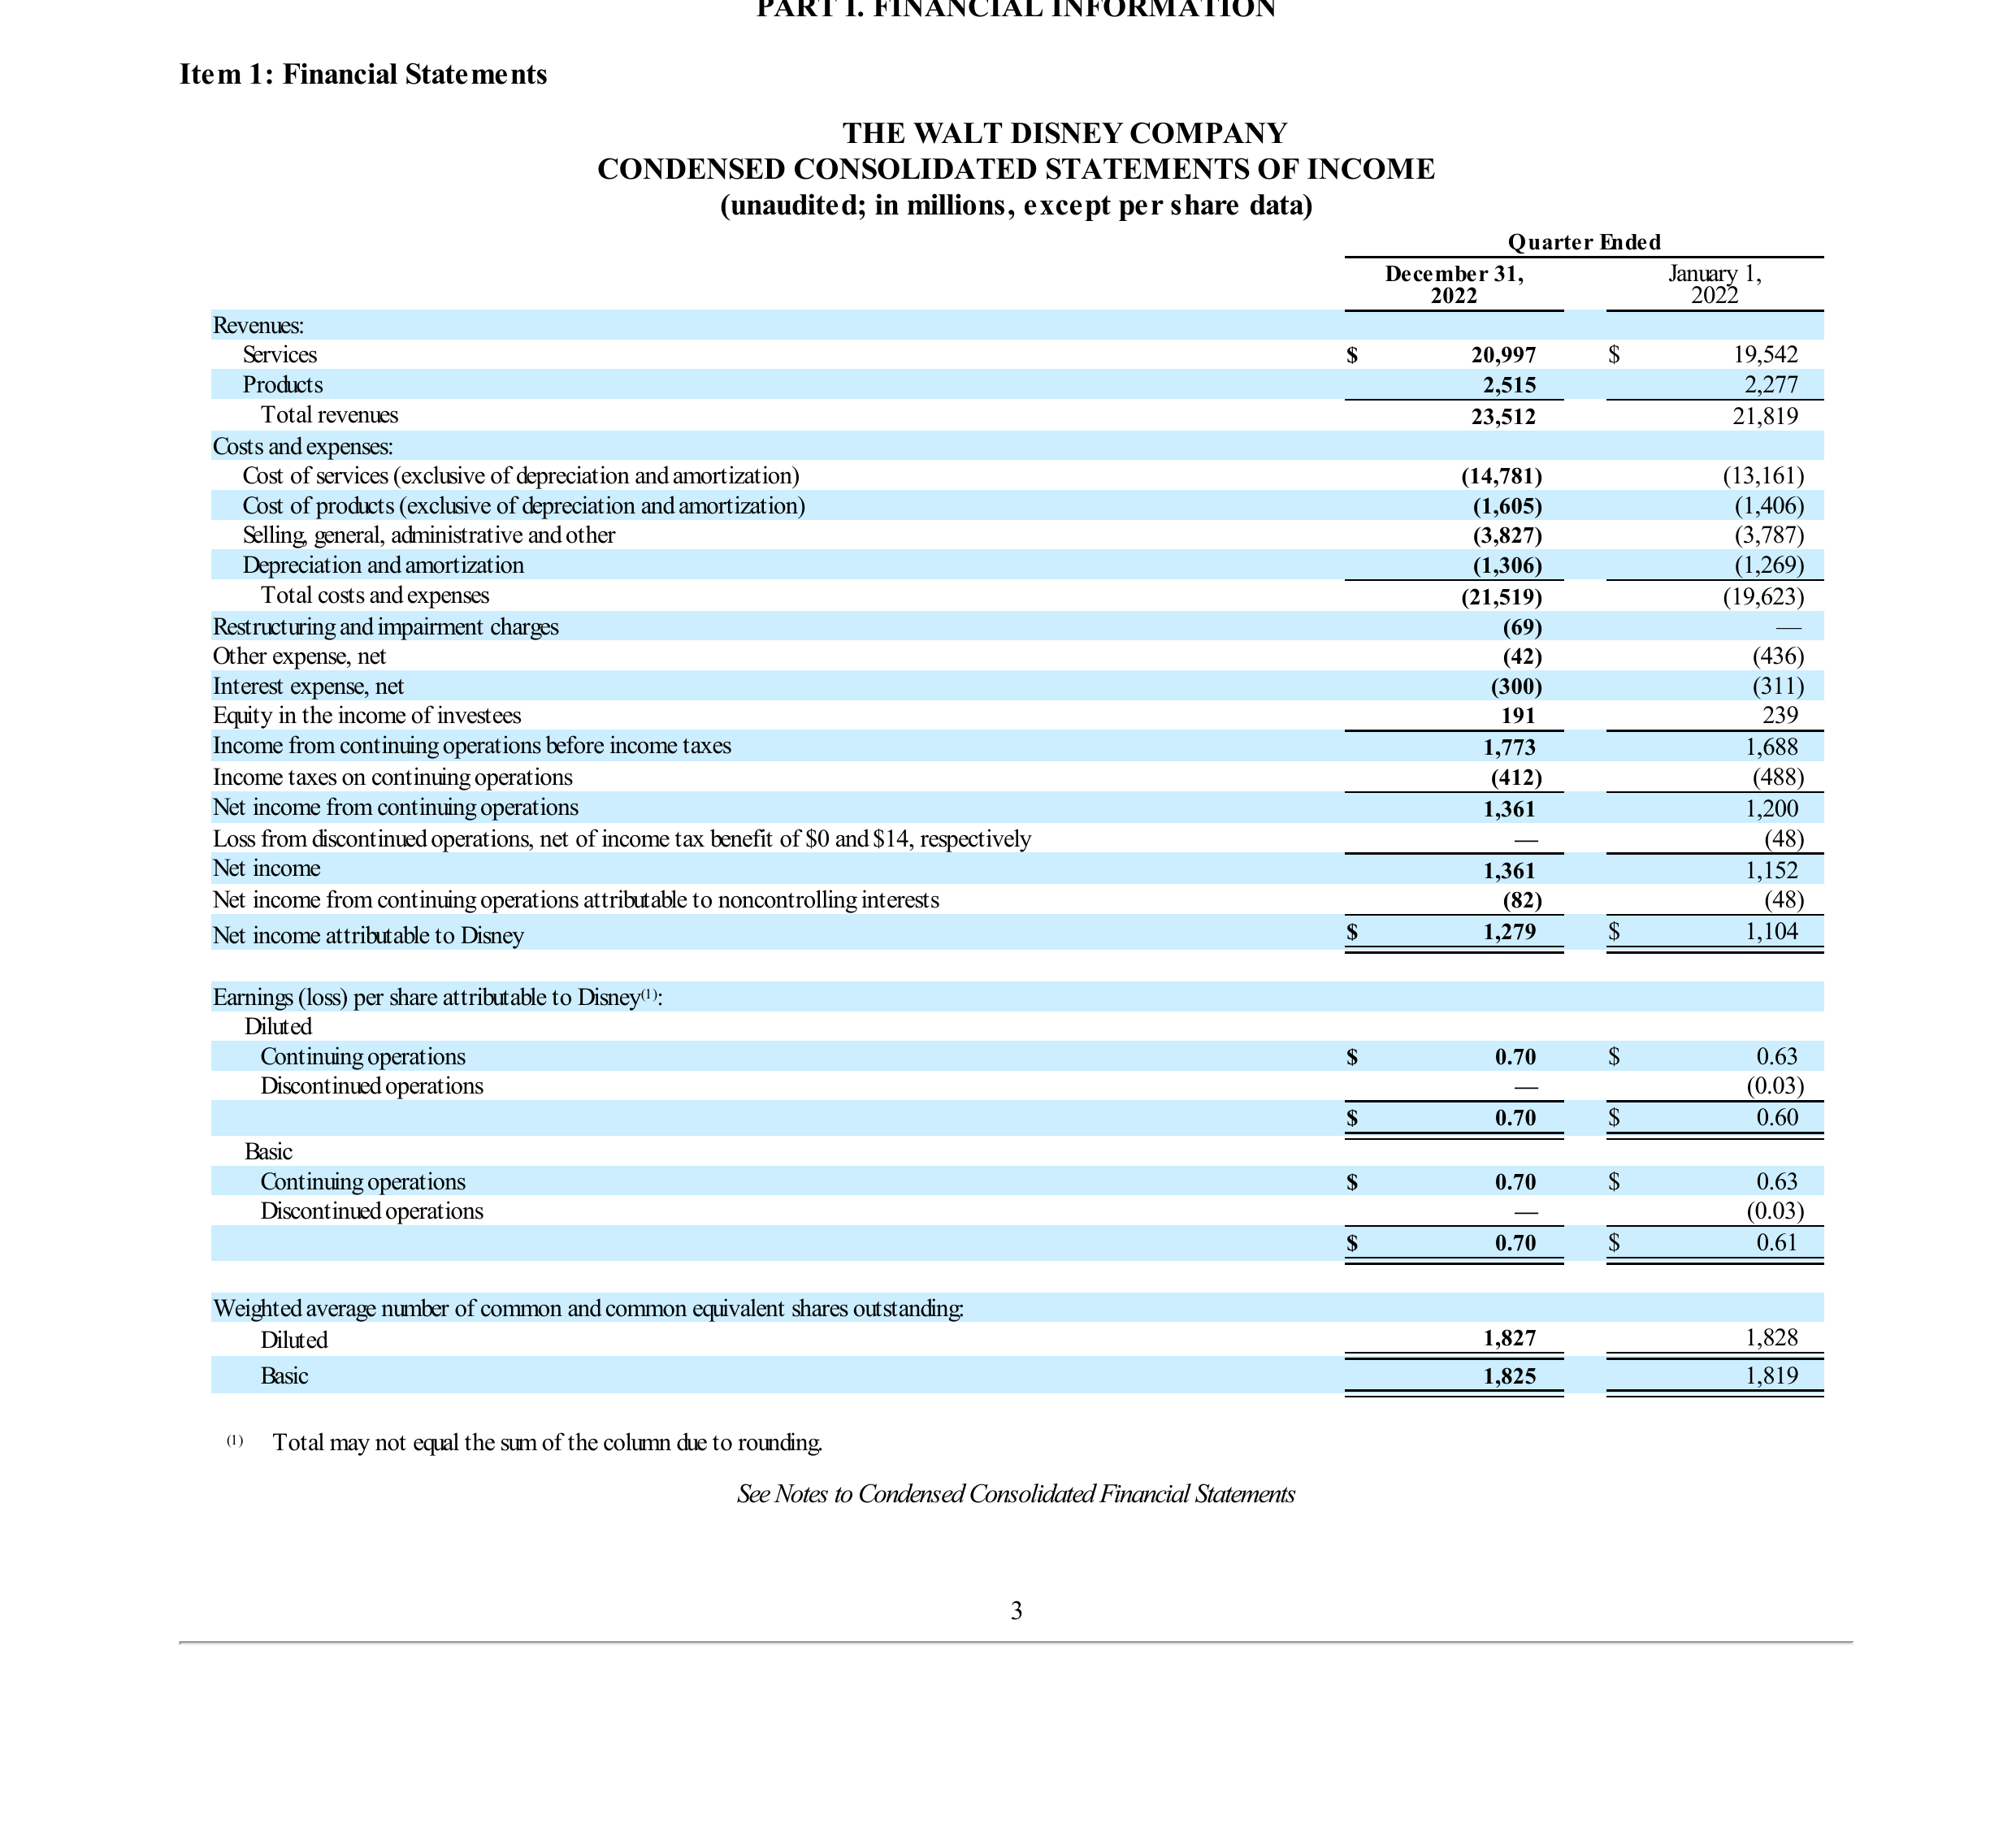 PART I. FINANCIAL INFORMATION
Item 1: Financial Statements
THE WALT DISNEY COMPANY
CONDENSED CONSOLIDATED STATEMENTS OF INCOME
(unaudited; in millions, except per share data)
Quarter Ended
December 31, 2022 January 1, 2022
Revenues:
Services $ 20,997 $ 19,542
Products 2,515 2,277
Total revenues 23,512 21,819
Costs and expenses:
Cost of services (exclusive of depreciation and amortization) (14,781) (13,161)
Cost of products (exclusive of depreciation and amortization) (1,605) (1,406)
Selling, general, administrative and other (3,827) (3,787)
Depreciation and amortization (1,306) (1,269)
Total costs and expenses (21,519) (19,623)
Restructuring and impairment charges (69) —
Other expense, net (42) (436)
Interest expense, net (300) (311)
Equity in the income of investees 191 239
Income from continuing operations before income taxes 1,773 1,688
Income taxes on continuing operations (412) (488)
Net income from continuing operations 1,361 1,200
Loss from discontinued operations, net of income tax benefit of $0 and $14, respectively — (48)
Net income 1,361 1,152
Net income from continuing operations attributable to noncontrolling interests (82) (48)
Net income attributable to Disney $ 1,279 $ 1,104
Earnings (loss) per share attributable to Disney(1):
Diluted
Continuing operations $ 0.70 $ 0.63
Discontinued operations — (0.03)
$ 0.70 $ 0.60
Basic
Continuing operations $ 0.70 $ 0.63
Discontinued operations — (0.03)
$ 0.70 $ 0.61
Weighted average number of common and common equivalent shares outstanding:
Diluted 1,827 1,828
Basic 1,825 1,819
(1) Total may not equal the sum of the column due to rounding.
See Notes to Condensed Consolidated Financial Statements
3